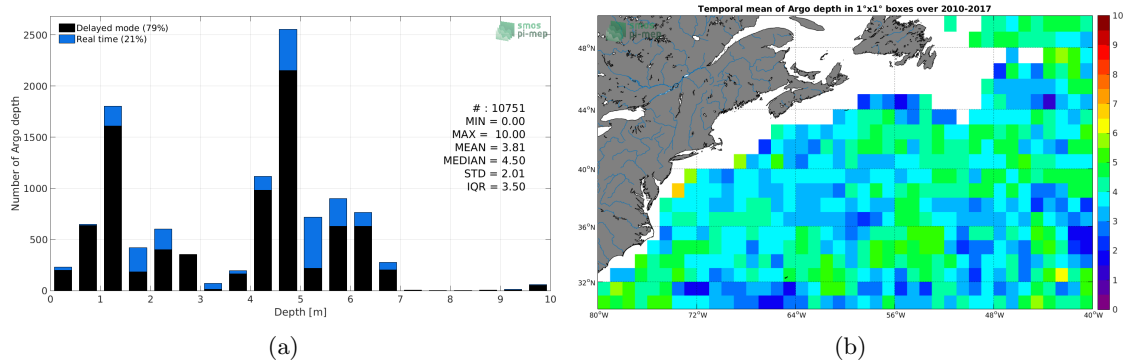 Delayed mode (79%)
Real time (21%)
smos
pi-mep
# : 10751
MIN = 0.00
MAX = 10.00
MEAN = 3.81
MEDIAN = 4.50
STD = 2.01
IQR = 3.50
Number of Argo depth
2500
2000
1500
1000
500
0
0 1 2 3 4 5 6 7 8 9 10
Depth [m]
(a)
Temporal mean of Argo depth in 1°x1° boxes over 2010-2017
smos
pi-mep
48°N
44°N
40°N
36°N
32°N
80°W 72°W 64°W 56°W 48°W 40°W
10
9
8
7
6
5
4
3
2
1
0
(b)